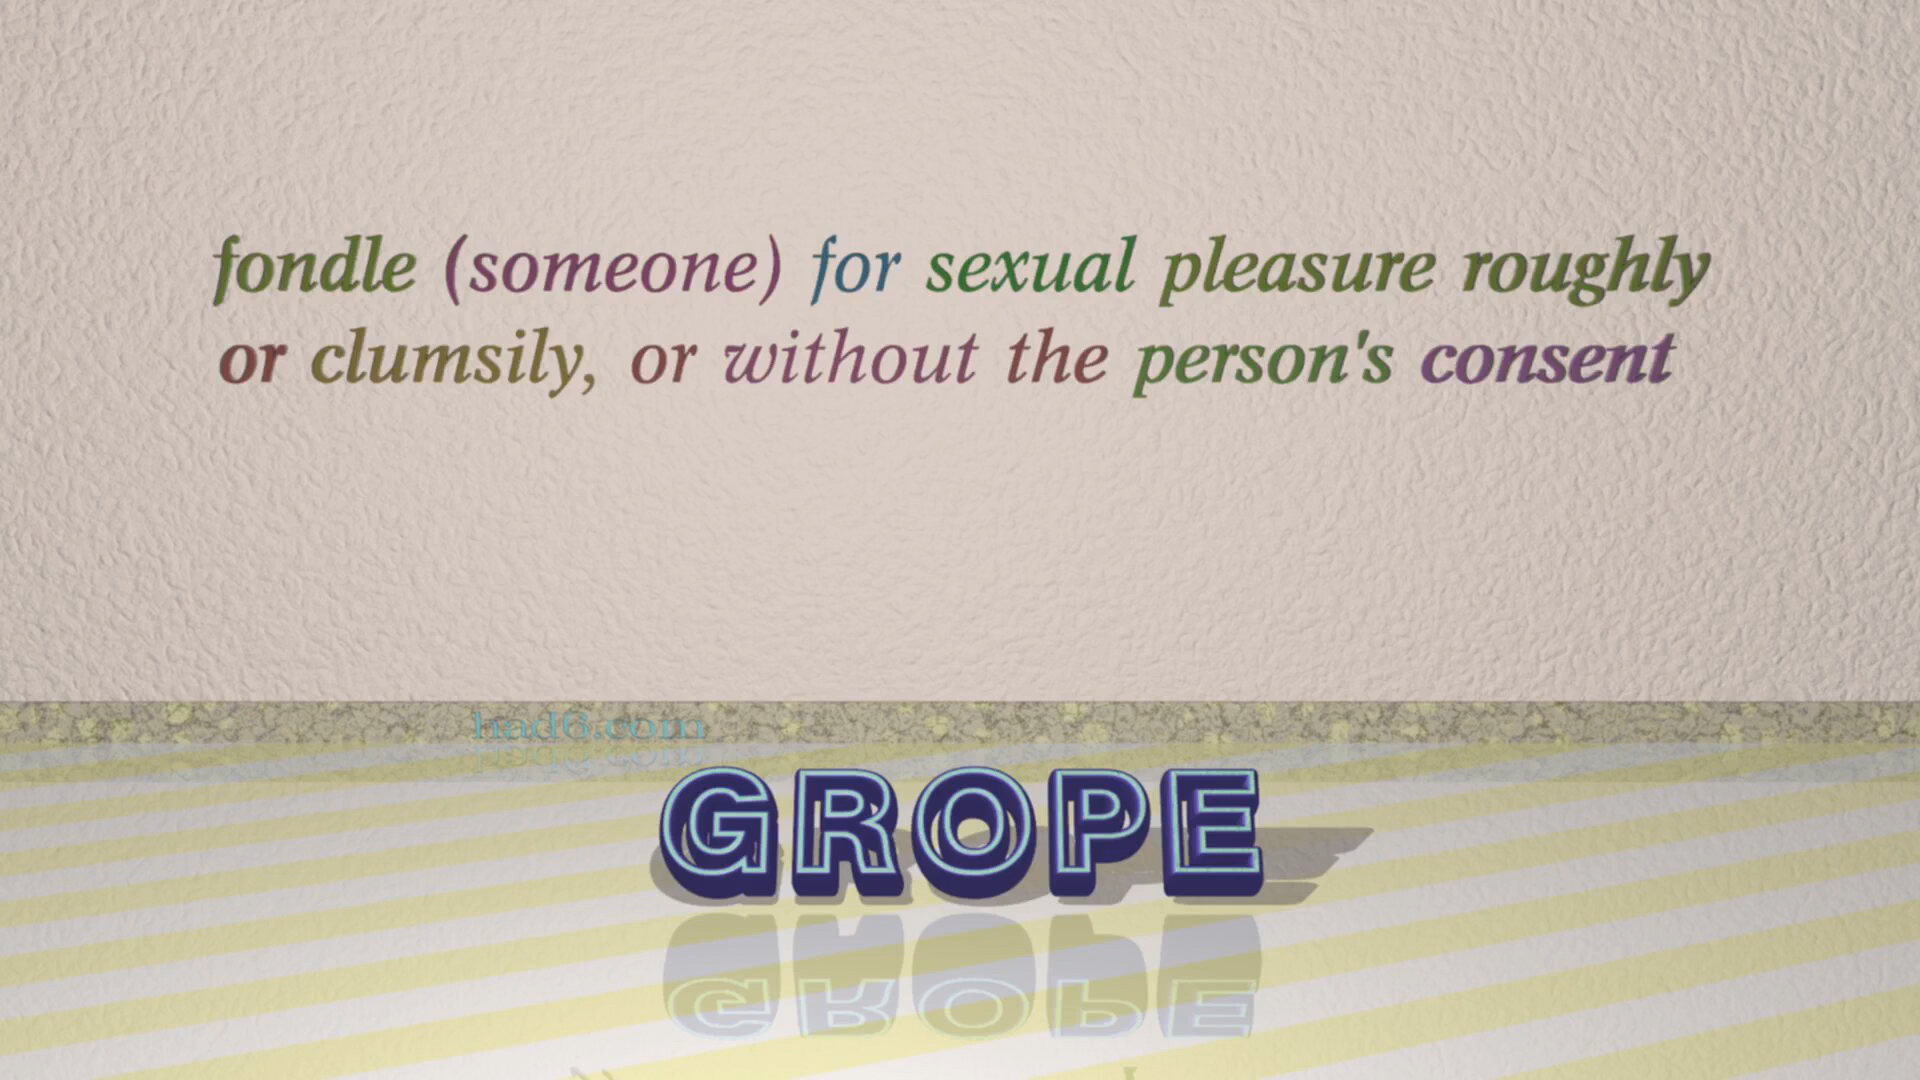 fondle (someone) for sexual pleasure roughly
or clumsily, or without the person's consent
had6.com
GROPE